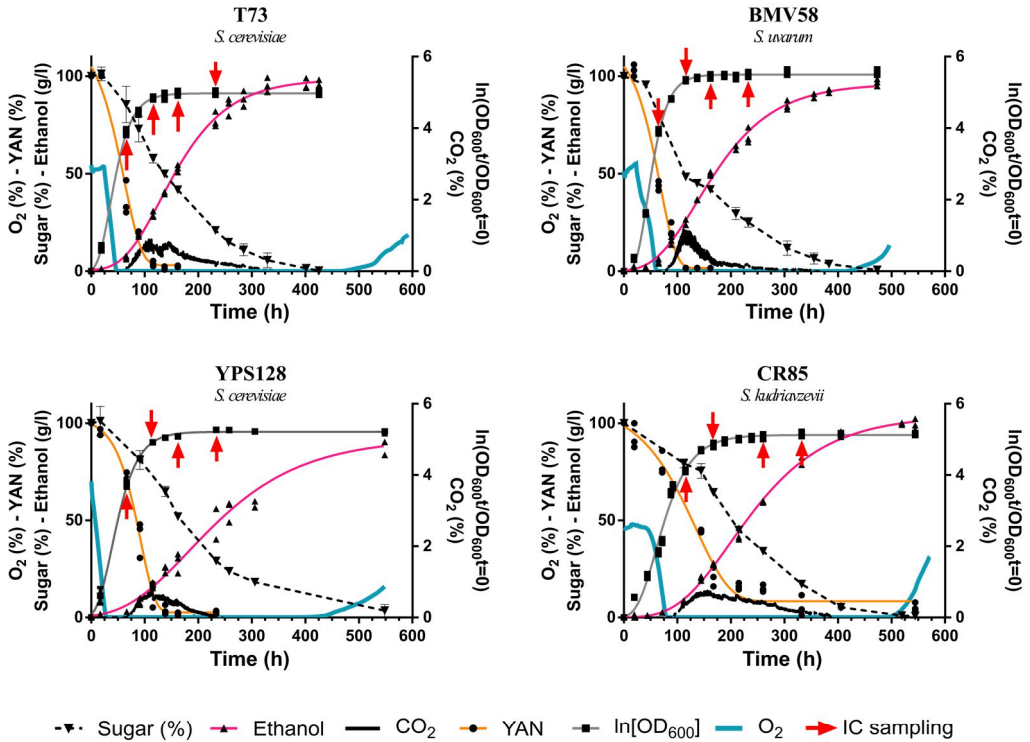 T73
S. cerevisiae
O₂ (%) - YAN (%)
Sugar (%) - Ethanol (g/l)
100
50
0
6
4
2
0
ln(OD₆₀₀t/OD₆₀₀t=0)
CO₂ (%)
0 100 200 300 400 500 600
Time (h)
BMV58
S. uvarum
O₂ (%) - YAN (%)
Sugar (%) - Ethanol (g/l)
100
50
0
6
4
2
0
ln(OD₆₀₀t/OD₆₀₀t=0)
CO₂ (%)
0 100 200 300 400 500 600
Time (h)
YPS128
S. cerevisiae
O₂ (%) - YAN (%)
Sugar (%) - Ethanol (g/l)
100
50
0
6
4
2
0
ln(OD₆₀₀t/OD₆₀₀t=0)
CO₂ (%)
0 100 200 300 400 500 600
Time (h)
CR85
S. kudriavzevii
O₂ (%) - YAN (%)
Sugar (%) - Ethanol (g/l)
100
50
0
6
4
2
0
ln(OD₆₀₀t/OD₆₀₀t=0)
CO₂ (%)
0 100 200 300 400 500 600
Time (h)
Sugar (%) Ethanol CO₂ YAN ln[OD₆₀₀] O₂ IC sampling